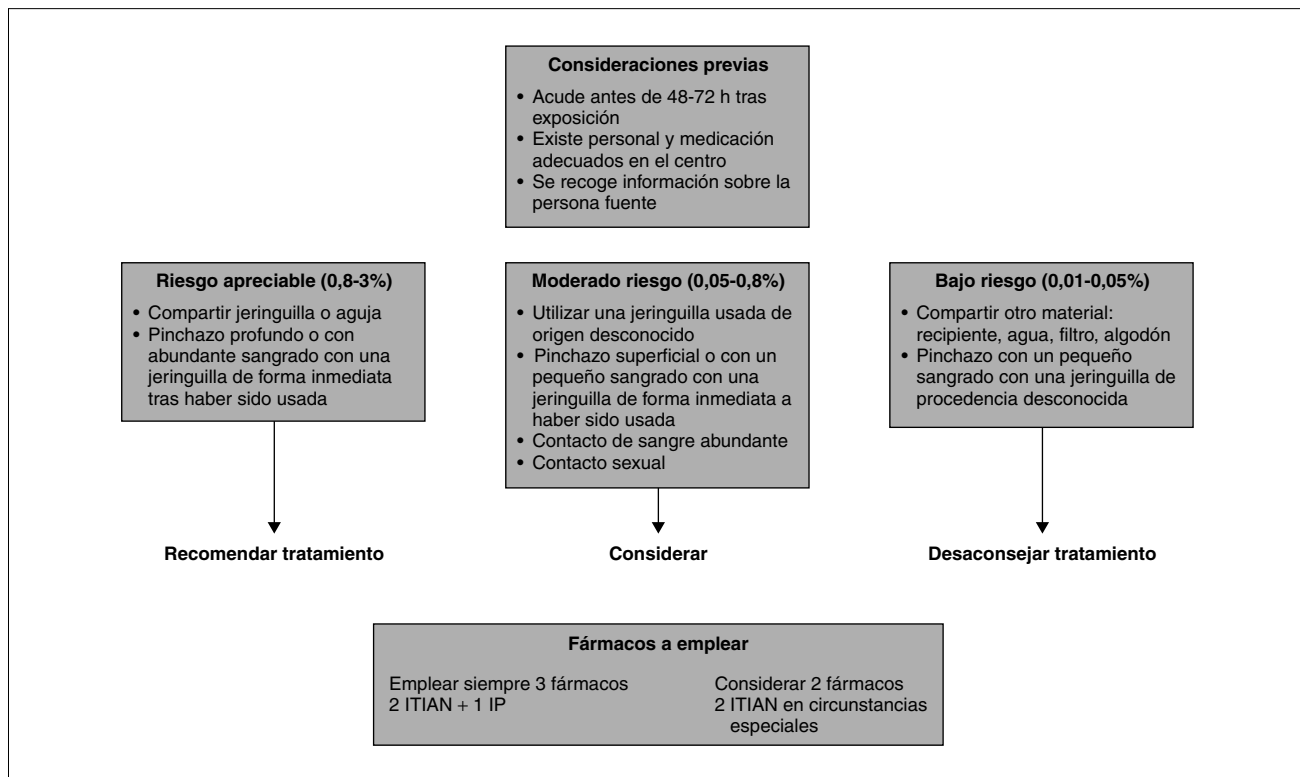 Consideraciones previas
• Acude antes de 48-72 h tras
exposición
• Existe personal y medicación
adecuados en el centro
• Se recoge información sobre la
persona fuente
Riesgo apreciable (0,8-3%)
• Compartir jeringuilla o aguja
• Pinchazo profundo o con
abundante sangrado con una
jeringuilla de forma inmediata
tras haber sido usada
Moderado riesgo (0,05-0,8%)
• Utilizar una jeringuilla usada de
origen desconocido
• Pinchazo superficial o con un
pequeño sangrado con una
jeringuilla de forma inmediata a
haber sido usada
• Contacto de sangre abundante
• Contacto sexual
Bajo riesgo (0,01-0,05%)
• Compartir otro material:
recipiente, agua, filtro, algodón
• Pinchazo con un pequeño
sangrado con una jeringuilla de
procedencia desconocida
Recomendar tratamiento
Considerar
Desaconsejar tratamiento
Fármacos a emplear
Emplear siempre 3 fármacos
2 ITIAN + 1 IP
Considerar 2 fármacos
2 ITIAN en circunstancias
especiales